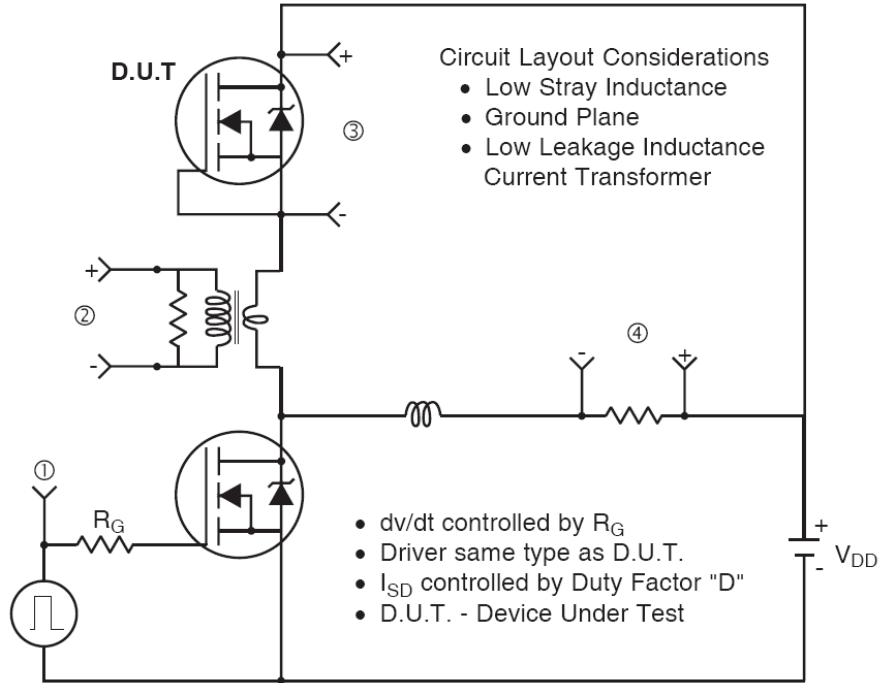 D.U.T
+
③
-
Circuit Layout Considerations
• Low Stray Inductance
• Ground Plane
• Low Leakage Inductance
Current Transformer
+
②
-
④
-
+
①
RG
• dv/dt controlled by RG
• Driver same type as D.U.T.
• ISD controlled by Duty Factor "D"
• D.U.T. - Device Under Test
+
VDD
-